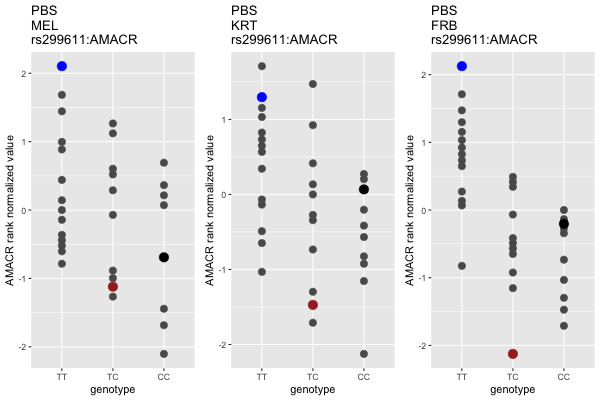 PBS
MEL
rs299611:AMACR
AMACR rank normalized value
2
1
0
-1
-2
TT TC CC
genotype
PBS
KRT
rs299611:AMACR
AMACR rank normalized value
1
0
-1
-2
TT TC CC
genotype
PBS
FRB
rs299611:AMACR
AMACR rank normalized value
2
1
0
-1
-2
TT TC CC
genotype